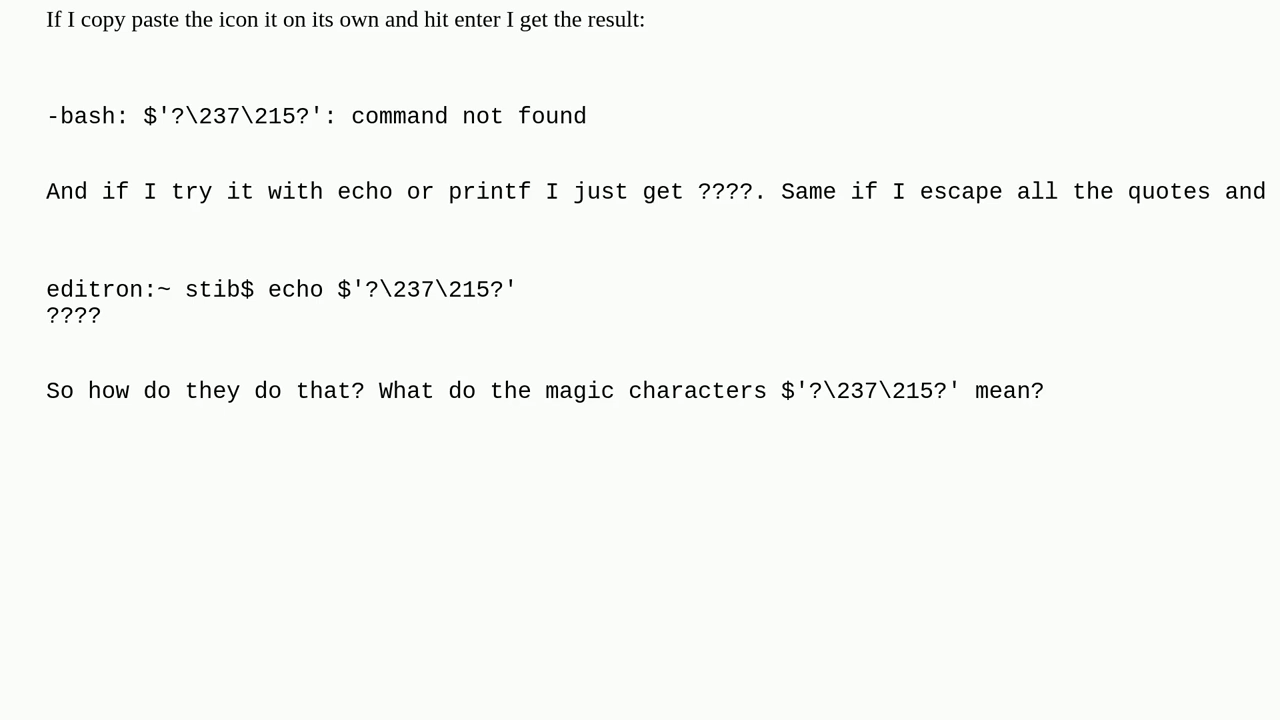 If I copy paste the icon it on its own and hit enter I get the result:
-bash: $'?\237\215?': command not found
And if I try it with echo or printf I just get ????. Same if I escape all the quotes and
editron:~ stib$ echo $'?\237\215?'
????
So how do they do that? What do the magic characters $'?\237\215?' mean?